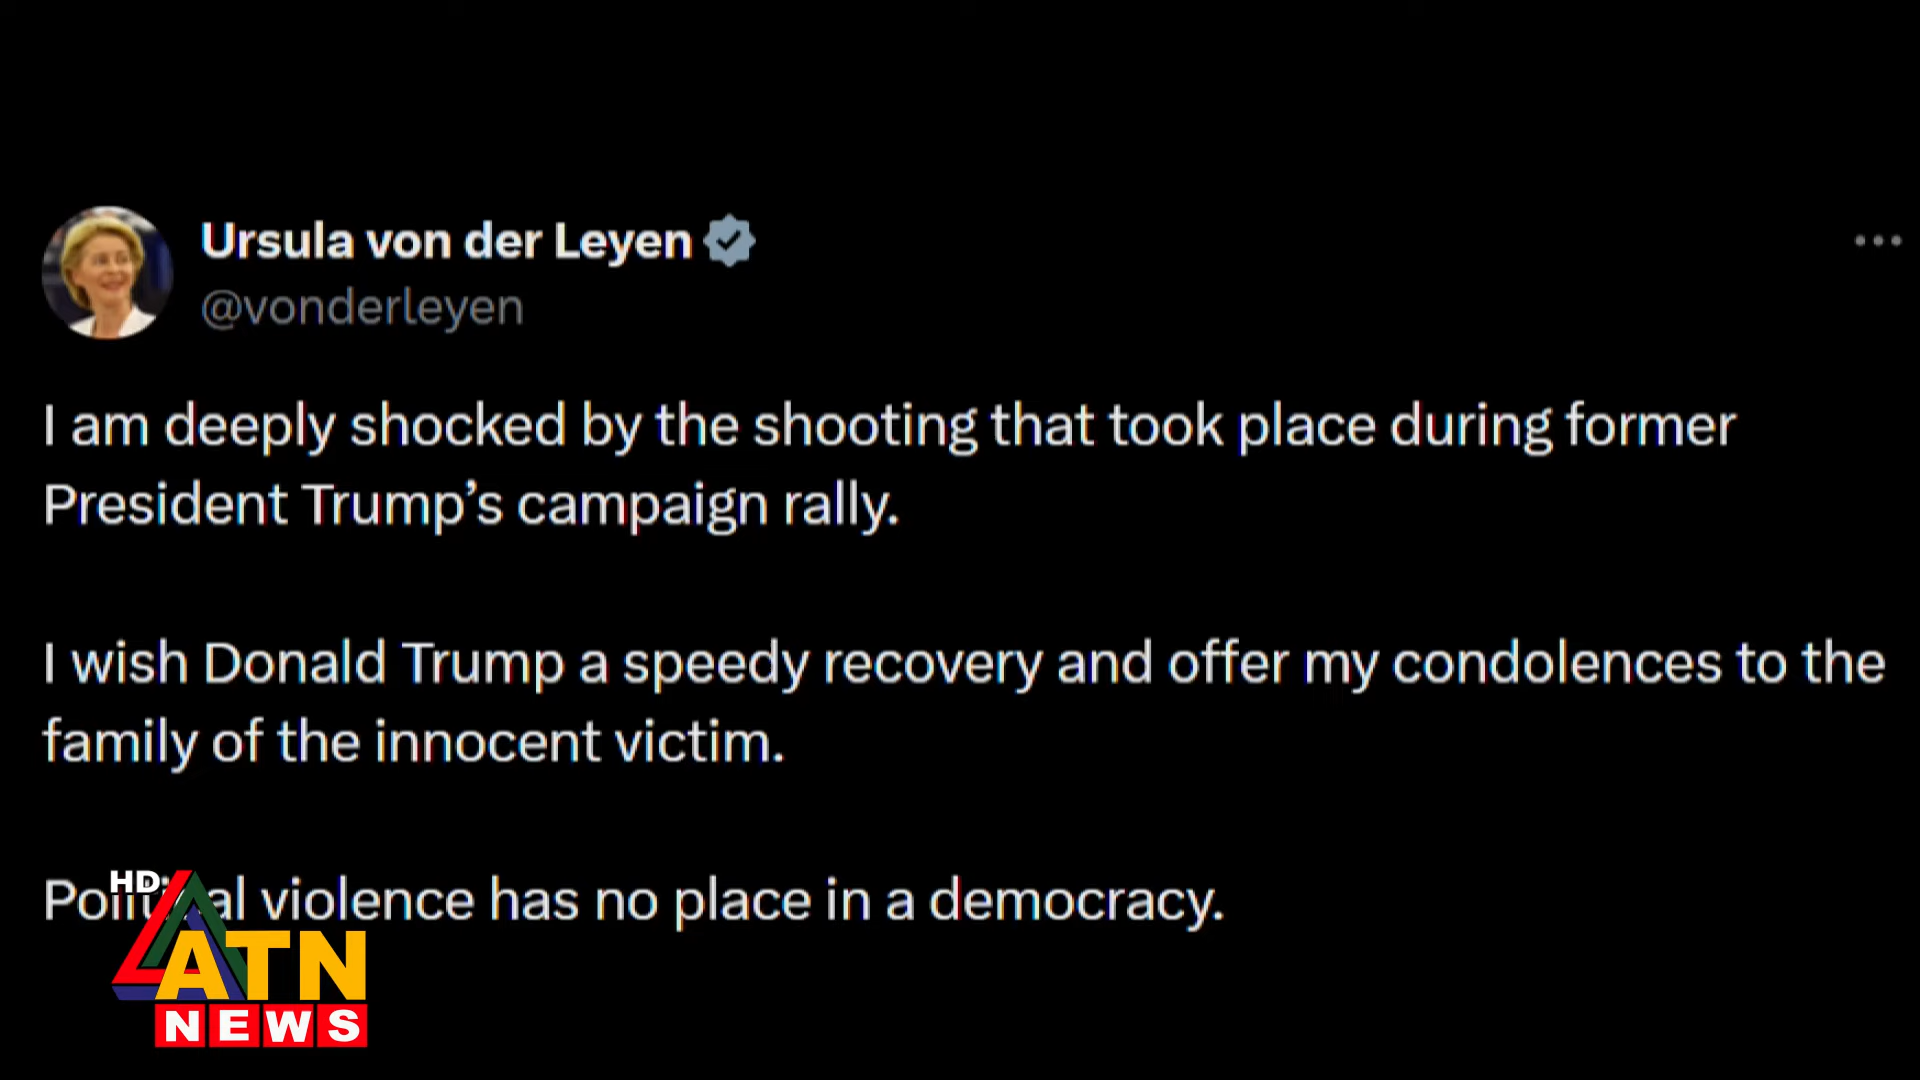 Ursula von der Leyen
@vonderleyen
I am deeply shocked by the shooting that took place during former
President Trump’s campaign rally.
I wish Donald Trump a speedy recovery and offer my condolences to the
family of the innocent victim.
Political violence has no place in a democracy.
HD
ATN
NEWS